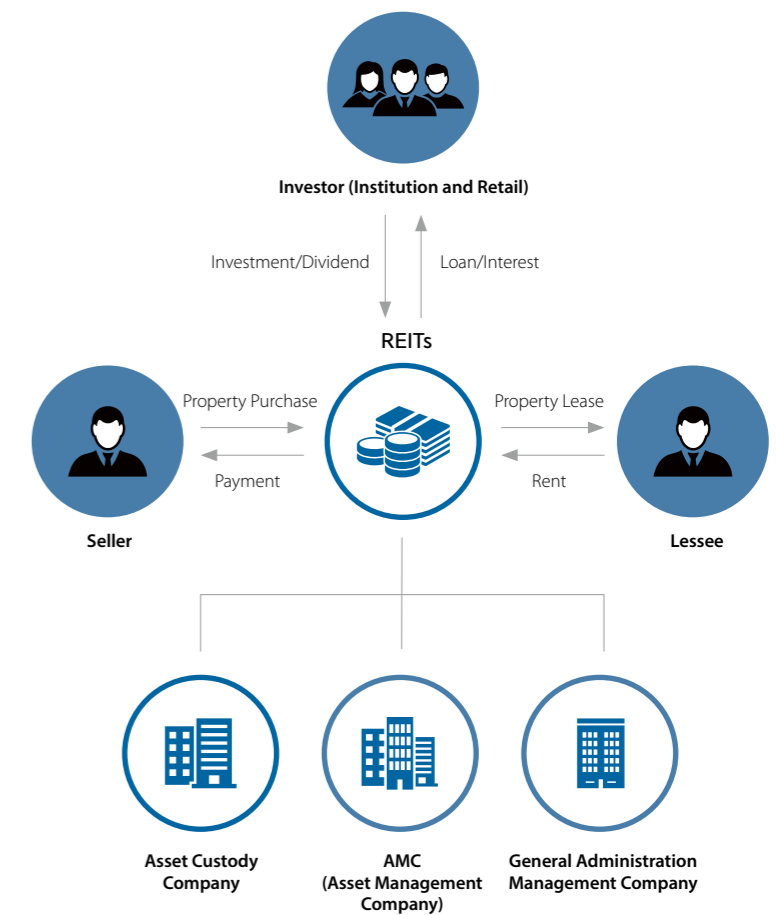 Investor (Institution and Retail)
Investment/Dividend
Loan/Interest
REITs
Property Purchase
Payment
Property Lease
Rent
Seller
Lessee
Asset Custody
Company
AMC
(Asset Management
Company)
General Administration
Management Company